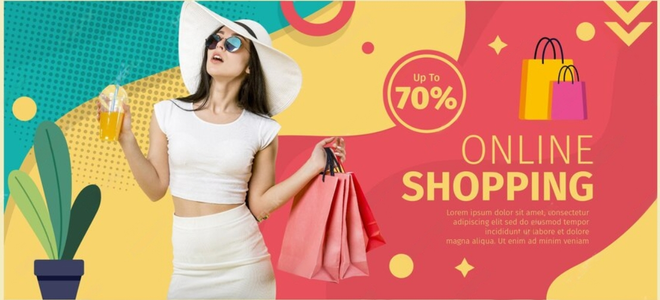 Up To
70%
ONLINE
SHOPPING
Lorem ipsum dolor sit amet, consectetur
adipiscing elit, sed do eiusmod tempor
incididunt ut labore et dolore
magna aliqua. Ut enim ad minim veniam